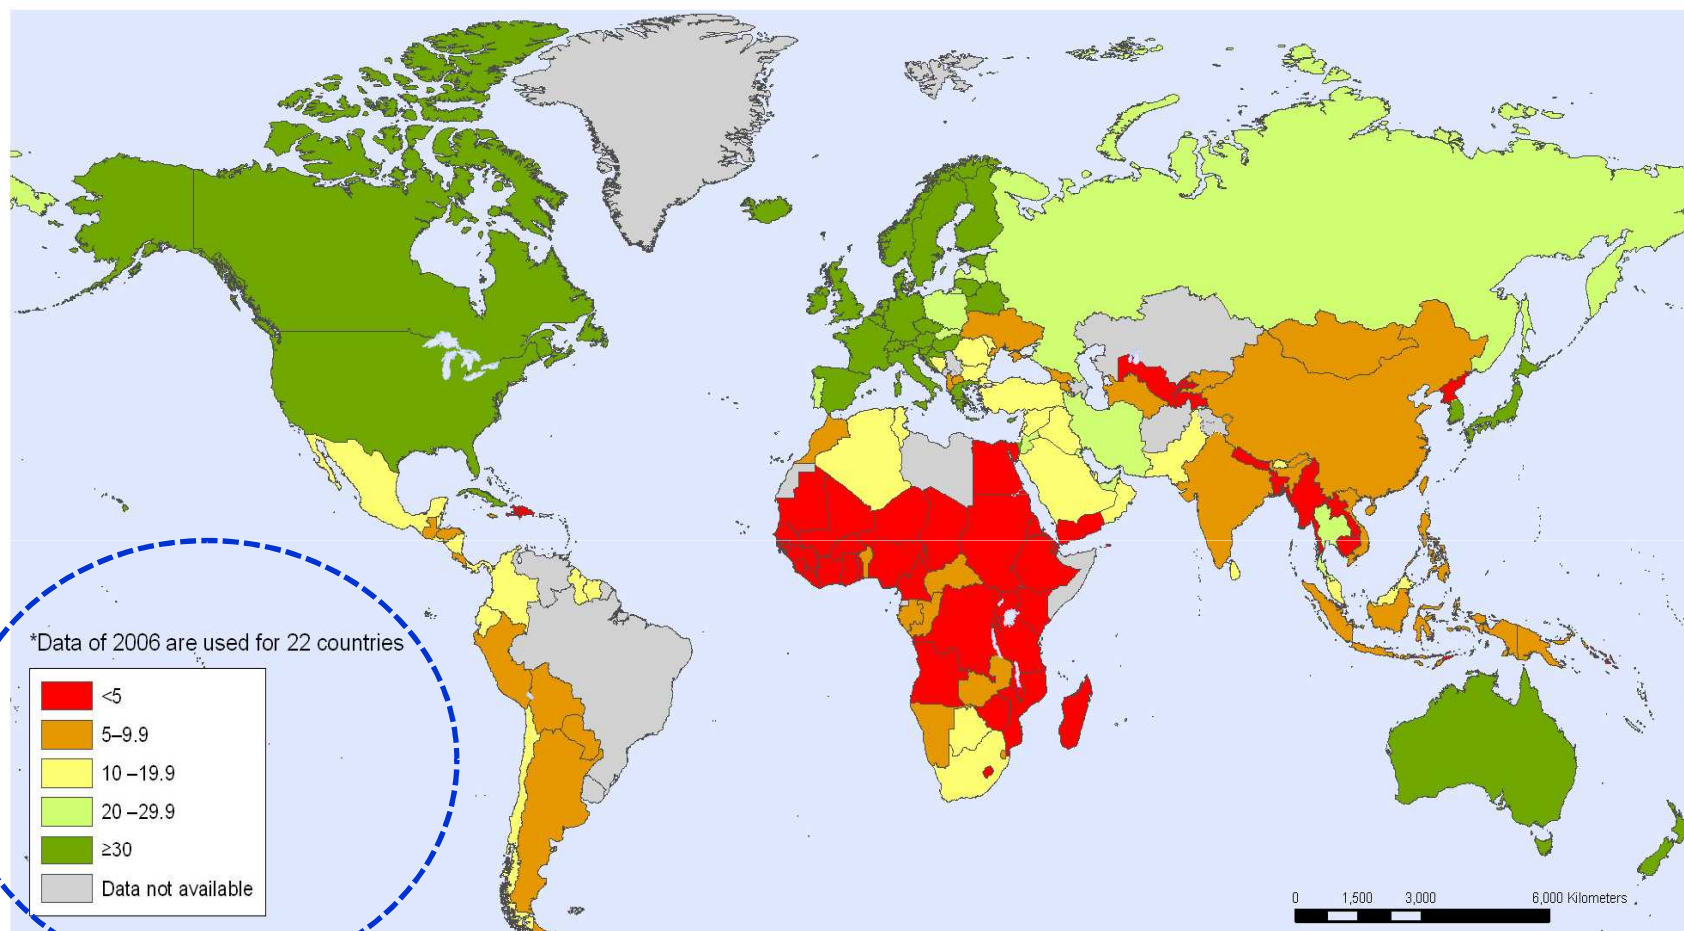 *Data of 2006 are used for 22 countries
<5
5–9.9
10 –19.9
20 –29.9
≥30
Data not available
0 1,500 3,000 6,000 Kilometers